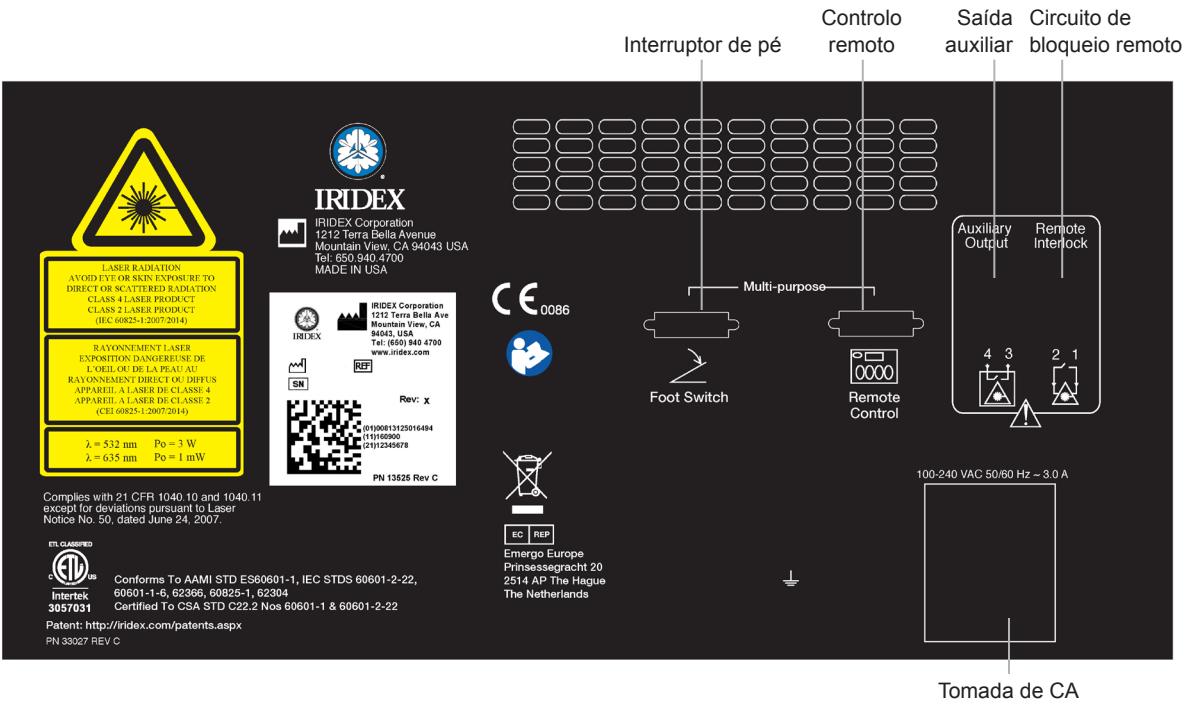 Interruptor de pé
Controlo
remoto
Saída
auxiliar
Circuito de
bloqueio remoto
LASER RADIATION
AVOID EYE OR SKIN EXPOSURE TO
DIRECT OR SCATTERED RADIATION
CLASS 4 LASER PRODUCT
CLASS 2 LASER PRODUCT
(IEC 60825-1:2007/2014)
RAYONNEMENT LASER
EXPOSITION DANGEREUSE DE
L'OEIL OU DE LA PEAU AU
RAYONNEMENT DIRECT OU DIFFUS
APPAREIL A LASER DE CLASSE 4
APPAREIL A LASER DE CLASSE 2
(CEI 60825-1:2007/2014)
λ = 532 nm Po = 3 W
λ = 635 nm Po = 1 mW
Complies with 21 CFR 1040.10 and 1040.11
except for deviations pursuant to Laser
Notice No. 50, dated June 24, 2007.
ETL CLASSIFIED
C ETL US
Intertek
3057031
Conforms To AAMI STD ES60601-1, IEC STDS 60601-2-22,
60601-1-6, 62366, 60825-1, 62304
Certified To CSA STD C22.2 Nos 60601-1 & 60601-2-22
Patent: http://iridex.com/patents.aspx
PN 33027 REV C
IRIDEX
IRIDEX Corporation
1212 Terra Bella Avenue
Mountain View, CA 94043 USA
Tel: 650.940.4700
MADE IN USA
IRIDEX
IRIDEX Corporation
1212 Terra Bella Ave
Mountain View, CA
94043, USA
Tel: (650) 940 4700
www.iridex.com
REF
SN
Rev: x
(01)00813125016494
(11)160900
(21)12345678
PN 13525 Rev C
CE 0086
EC REP
Emergo Europe
Prinsessegracht 20
2514 AP The Hague
The Netherlands
Multi-purpose
Foot Switch
0000
Remote
Control
Auxiliary
Output
Remote
Interlock
4 3
2 1
100-240 VAC 50/60 Hz ~ 3.0 A
Tomada de CA